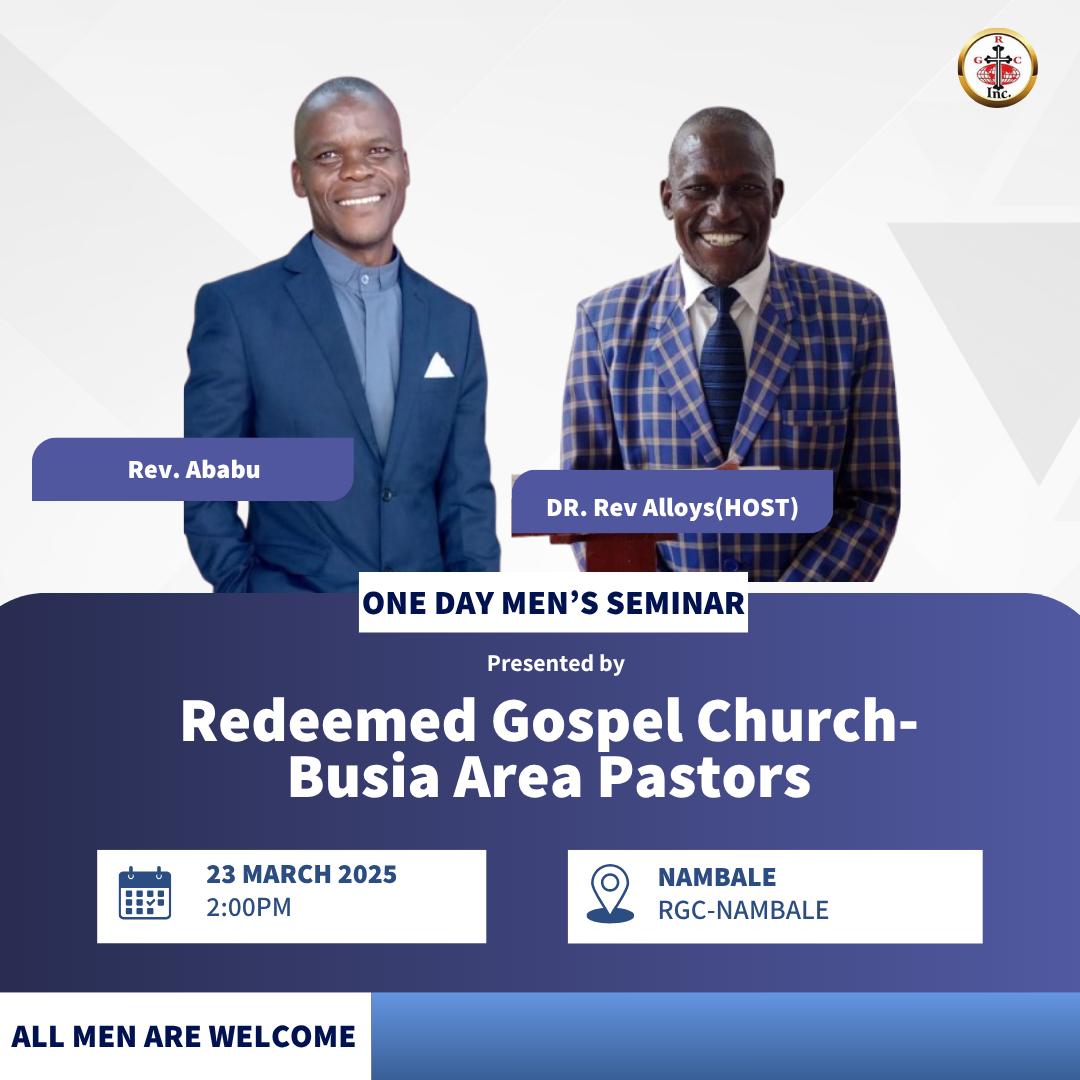 R
G C
Inc.
Rev. Ababu
DR. Rev Alloys(HOST)
ONE DAY MEN’S SEMINAR
Presented by
Redeemed Gospel Church-
Busia Area Pastors
23 MARCH 2025
2:00PM
NAMBALE
RGC-NAMBALE
ALL MEN ARE WELCOME